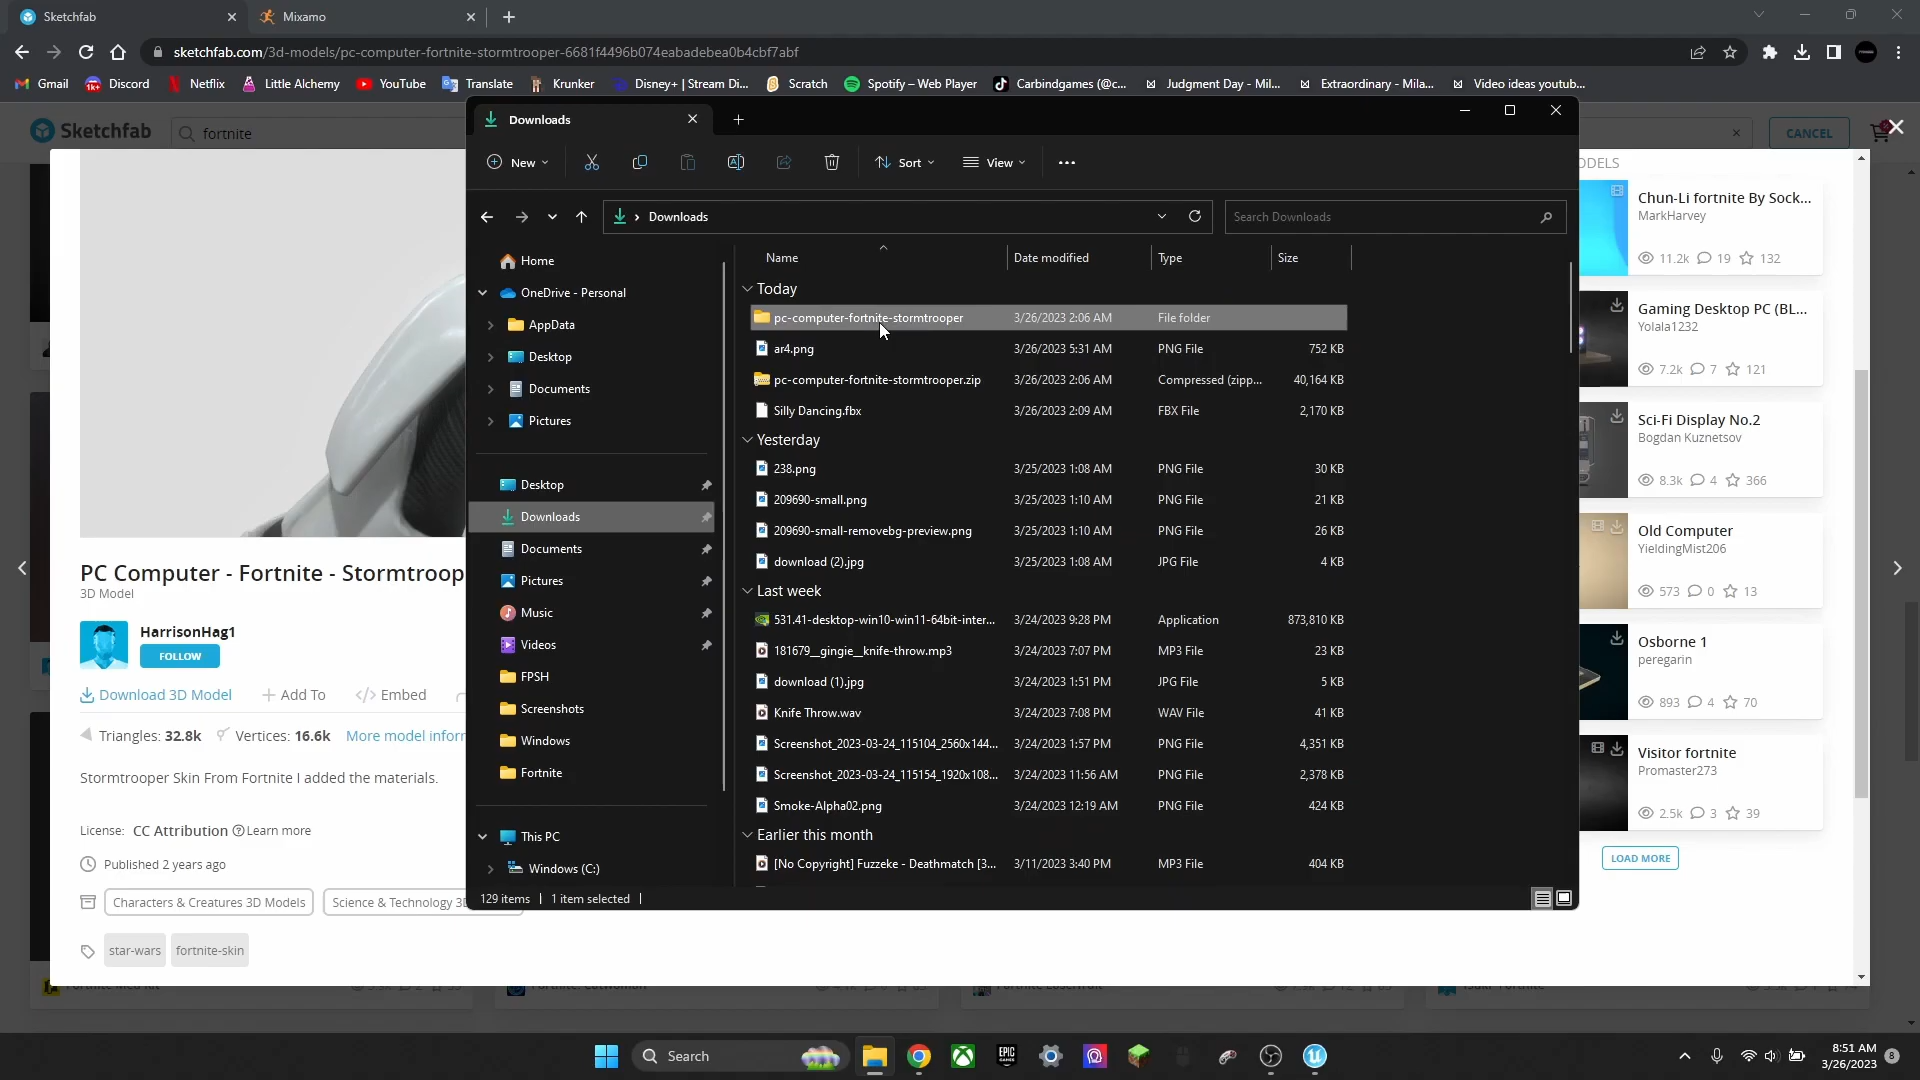 Sketchfab
Mixamo
sketchfab.com/3d-models/pc-computer-fortnite-stormtrooper-6681f4496b074eabadebea0b4cbf7abf
Gmail
Discord
Netflix
Little Alchemy
YouTube
Translate
Krunker
Disney+ | Stream Di...
Scratch
Spotify – Web Player
Carbindgames (@c...
Judgment Day - Mil...
Extraordinary - Mila...
Video ideas youtub...
Sketchfab
fortnite
CANCEL
Downloads
New
Sort
View
Downloads
Search Downloads
Home
OneDrive - Personal
AppData
Desktop
Documents
Pictures
Desktop
Downloads
Documents
Pictures
Music
Videos
FPSH
Screenshots
Windows
Fortnite
This PC
Windows (C:)
Name Date modified Type Size
Today
pc-computer-fortnite-stormtrooper 3/26/2023 2:06 AM File folder
ar4.png 3/26/2023 5:31 AM PNG File 752 KB
pc-computer-fortnite-stormtrooper.zip 3/26/2023 2:06 AM Compressed (zipp... 40,164 KB
Silly Dancing.fbx 3/26/2023 2:09 AM FBX File 2,170 KB
Yesterday
238.png 3/25/2023 1:08 AM PNG File 30 KB
209690-small.png 3/25/2023 1:10 AM PNG File 21 KB
209690-small-removebg-preview.png 3/25/2023 1:10 AM PNG File 26 KB
download (2).jpg 3/25/2023 1:08 AM JPG File 4 KB
Last week
531.41-desktop-win10-win11-64bit-inter... 3/24/2023 9:28 PM Application 873,810 KB
181679__gingie__knife-throw.mp3 3/24/2023 7:07 PM MP3 File 23 KB
download (1).jpg 3/24/2023 1:51 PM JPG File 5 KB
Knife Throw.wav 3/24/2023 7:08 PM WAV File 41 KB
Screenshot_2023-03-24_115104_2560x144... 3/24/2023 1:57 PM PNG File 4,351 KB
Screenshot_2023-03-24_115154_1920x108... 3/24/2023 11:56 AM PNG File 2,378 KB
Smoke-Alpha02.png 3/24/2023 12:19 AM PNG File 424 KB
Earlier this month
[No Copyright] Fuzzeke - Deathmatch [3... 3/11/2023 3:40 PM MP3 File 404 KB
129 items 1 item selected
PC Computer - Fortnite - Stormtroop
3D Model
HarrisonHag1
FOLLOW
Download 3D Model
Add To
Embed
Triangles: 32.8k
Vertices: 16.6k
More model infor
Stormtrooper Skin From Fortnite I added the materials.
License: CC Attribution Learn more
Published 2 years ago
Characters & Creatures 3D Models
Science & Technology 3D
star-wars
fortnite-skin
ODELS
Chun-Li fortnite By Sock...
MarkHarvey
11.2k 19 132
Gaming Desktop PC (BL...
Yolala1232
7.2k 7 121
Sci-Fi Display No.2
Bogdan Kuznetsov
8.3k 4 366
Old Computer
YieldingMist206
573 0 13
Osborne 1
peregarin
893 4 70
Visitor fortnite
Promaster273
2.5k 3 39
LOAD MORE
Search
EPIC GAMES
8:51 AM
3/26/2023
8